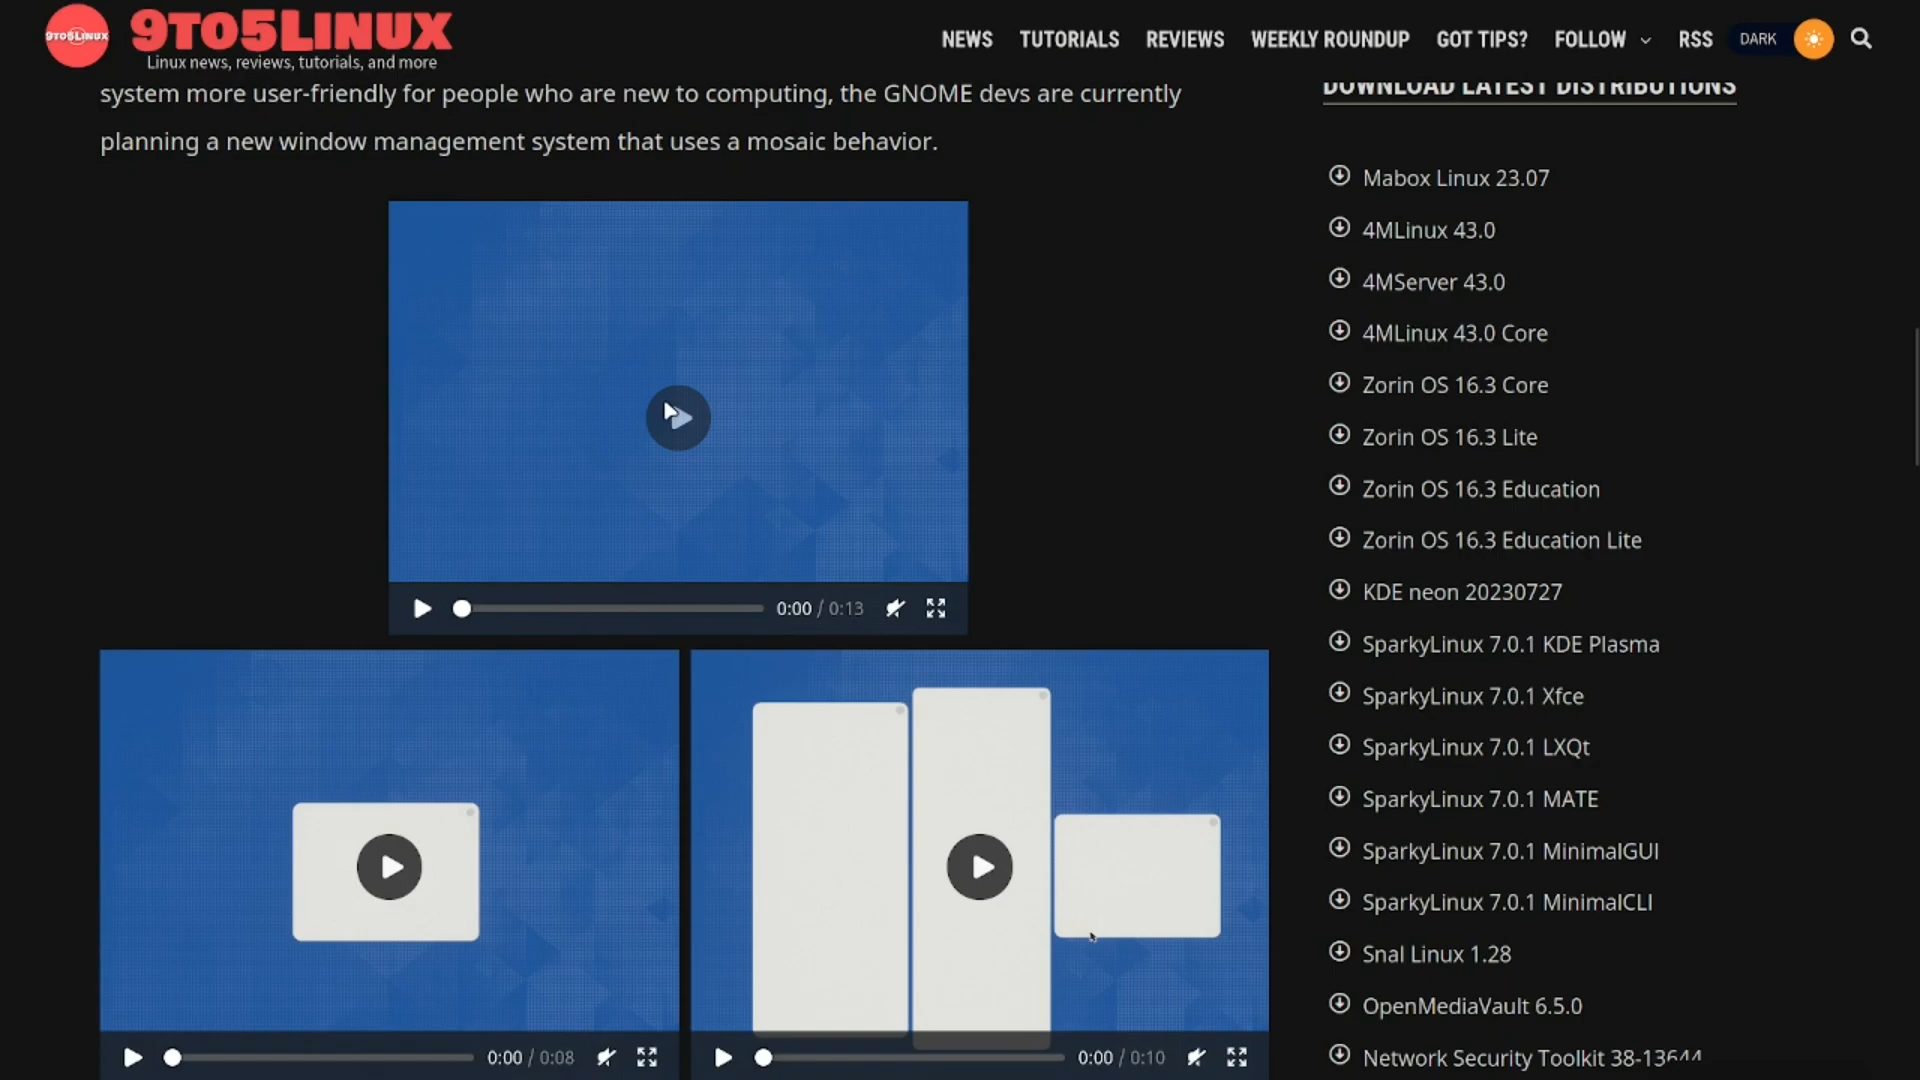 9TO5LINUX
9TO5LINUX
Linux news, reviews, tutorials, and more
NEWS
TUTORIALS
REVIEWS
WEEKLY ROUNDUP
GOT TIPS?
FOLLOW
RSS
DARK
system more user-friendly for people who are new to computing, the GNOME devs are currently
planning a new window management system that uses a mosaic behavior.
0:00 / 0:13
0:00 / 0:08
0:00 / 0:10
DOWNLOAD LATEST DISTRIBUTIONS
Mabox Linux 23.07
4MLinux 43.0
4MServer 43.0
4MLinux 43.0 Core
Zorin OS 16.3 Core
Zorin OS 16.3 Lite
Zorin OS 16.3 Education
Zorin OS 16.3 Education Lite
KDE neon 20230727
SparkyLinux 7.0.1 KDE Plasma
SparkyLinux 7.0.1 Xfce
SparkyLinux 7.0.1 LXQt
SparkyLinux 7.0.1 MATE
SparkyLinux 7.0.1 MinimalGUI
SparkyLinux 7.0.1 MinimalCLI
Snal Linux 1.28
OpenMediaVault 6.5.0
Network Security Toolkit 38-13644